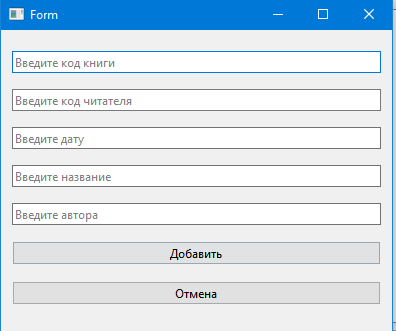 Form
Введите код книги
Введите код читателя
Введите дату
Введите название
Введите автора
Добавить
Отмена